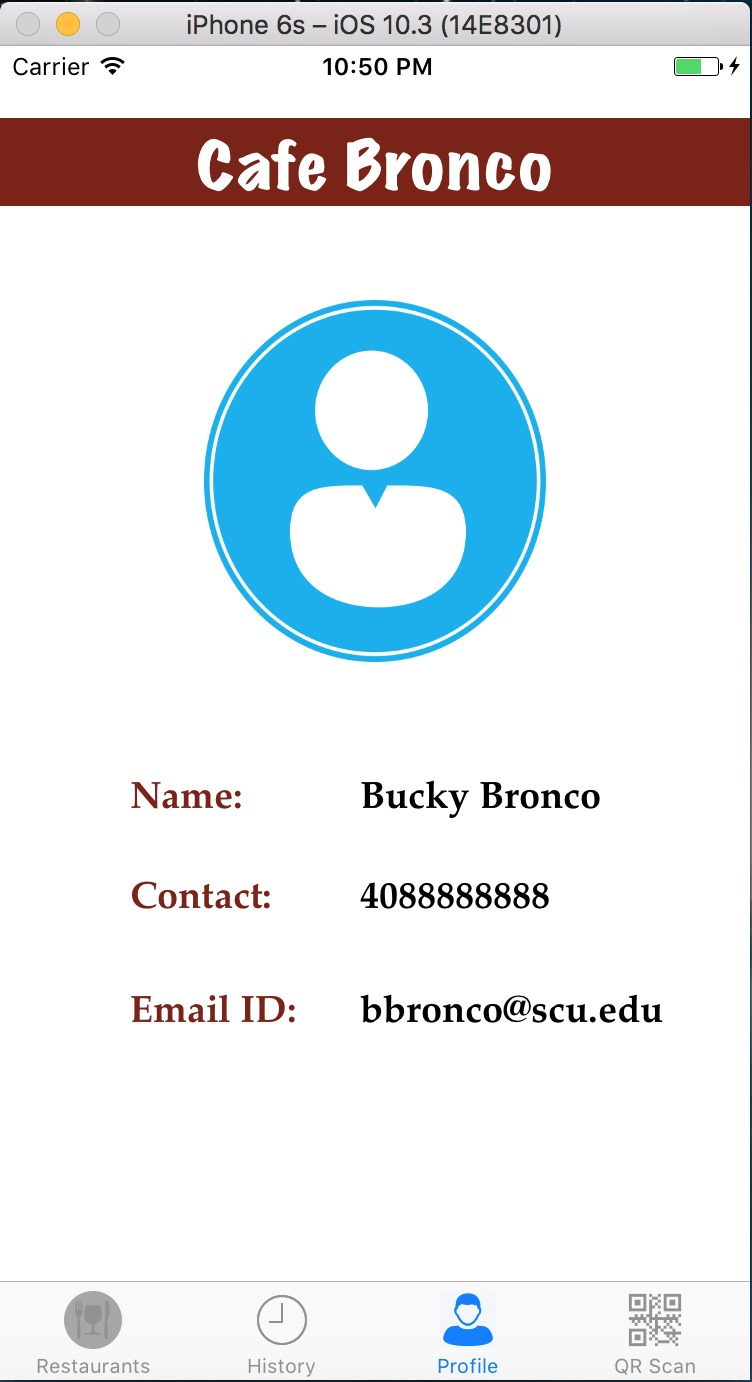 iPhone 6s – iOS 10.3 (14E8301)
Carrier 10:50 PM
Cafe Bronco
Name: Bucky Bronco
Contact: 4088888888
Email ID: bbronco@scu.edu
Restaurants History Profile QR Scan